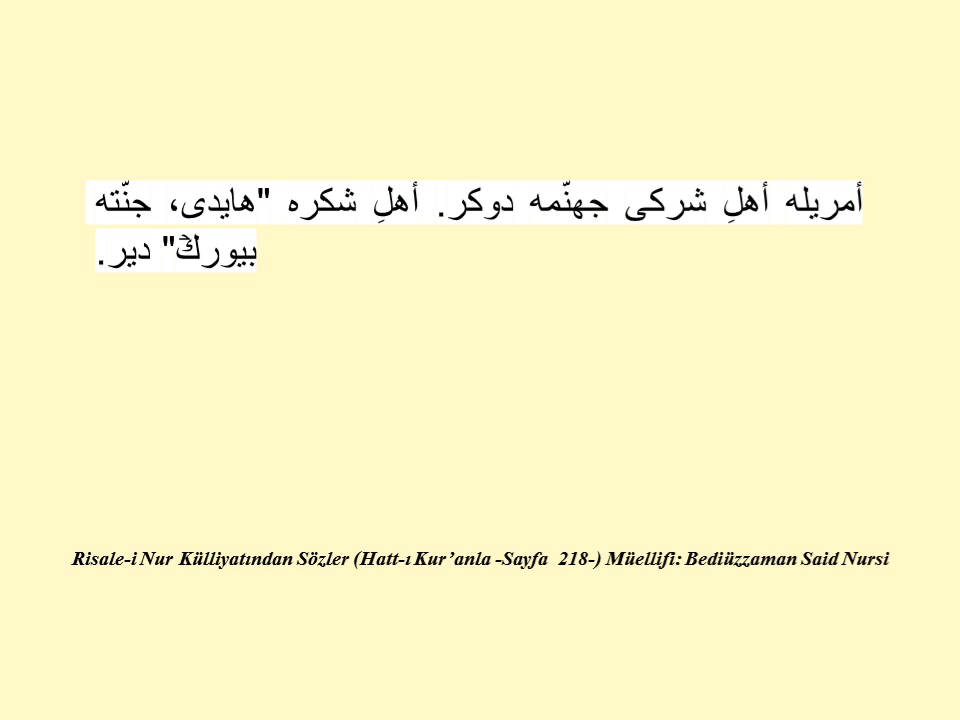 أمريله أهلِ شركى جهنّمه دوكر. أهلِ شكره "هايدى، جنّته
بيورڭ" دير.
Risale-i Nur Külliyatından Sözler (Hatt-ı Kur’anla -Sayfa 218-) Müellifi: Bediüzzaman Said Nursi